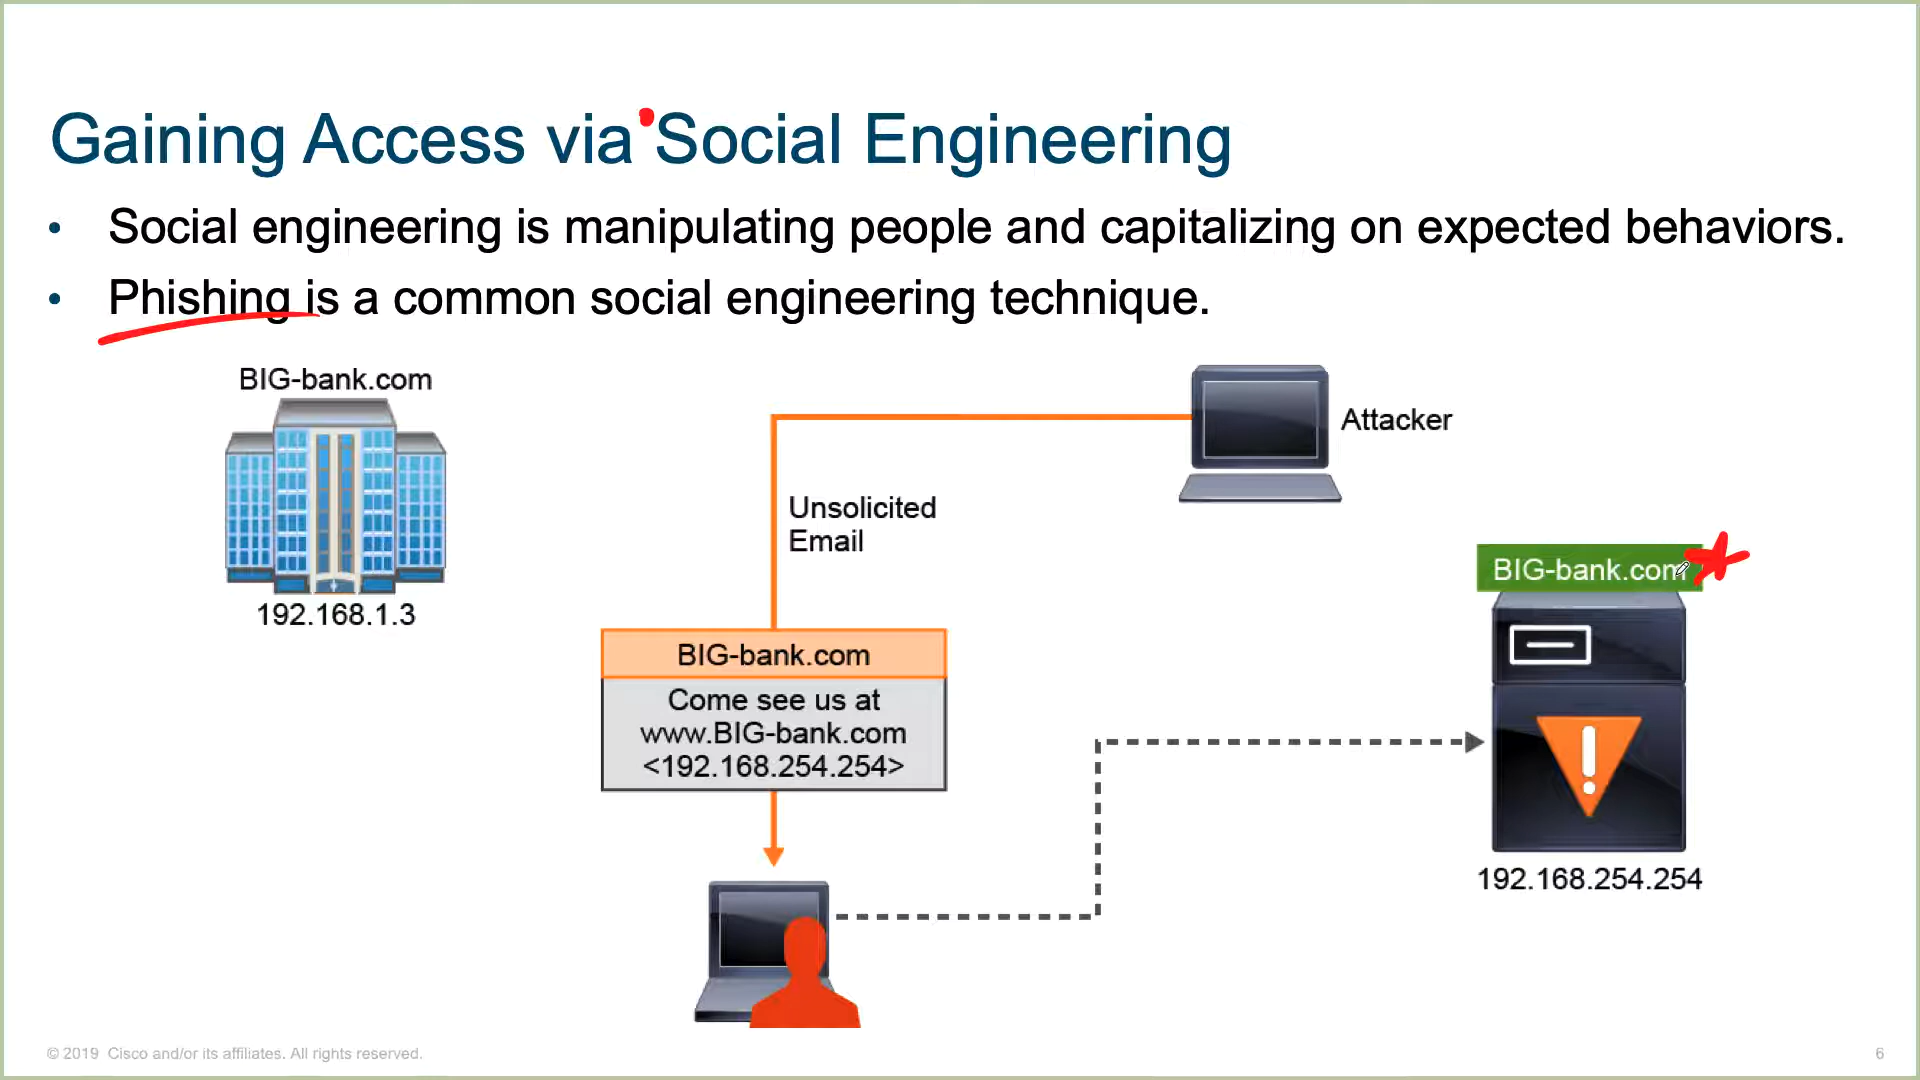 Gaining Access via Social Engineering
• Social engineering is manipulating people and capitalizing on expected behaviors.
• Phishing is a common social engineering technique.
BIG-bank.com
192.168.1.3
Attacker
Unsolicited
Email
BIG-bank.com
Come see us at
www.BIG-bank.com
<192.168.254.254>
BIG-bank.com
192.168.254.254
© 2019 Cisco and/or its affiliates. All rights reserved.
6